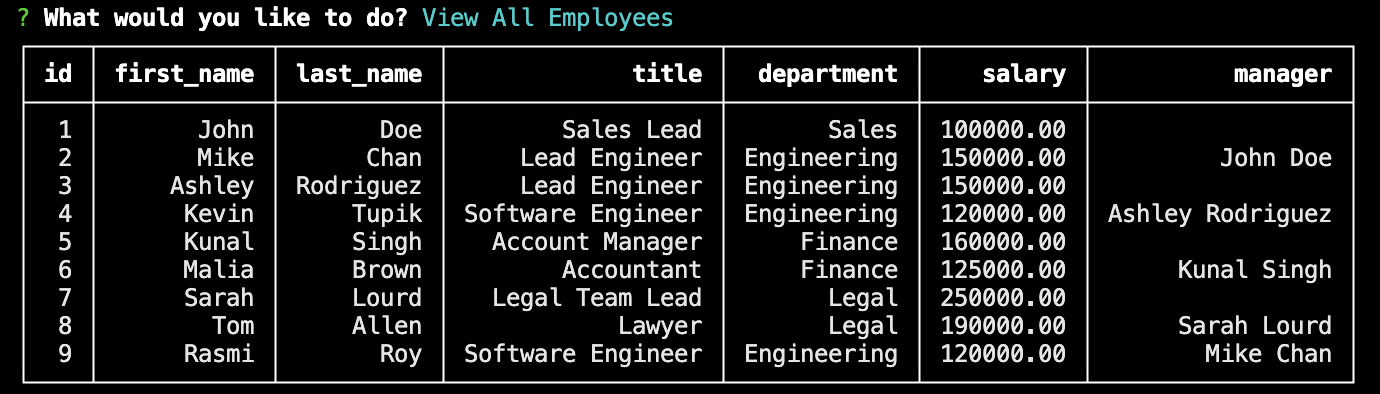 ? What would you like to do? View All Employees
id first_name last_name title department salary manager
1 John Doe Sales Lead Sales 100000.00
2 Mike Chan Lead Engineer Engineering 150000.00 John Doe
3 Ashley Rodriguez Lead Engineer Engineering 150000.00
4 Kevin Tupik Software Engineer Engineering 120000.00 Ashley Rodriguez
5 Kunal Singh Account Manager Finance 160000.00
6 Malia Brown Accountant Finance 125000.00 Kunal Singh
7 Sarah Lourd Legal Team Lead Legal 250000.00
8 Tom Allen Lawyer Legal 190000.00 Sarah Lourd
9 Rasmi Roy Software Engineer Engineering 120000.00 Mike Chan